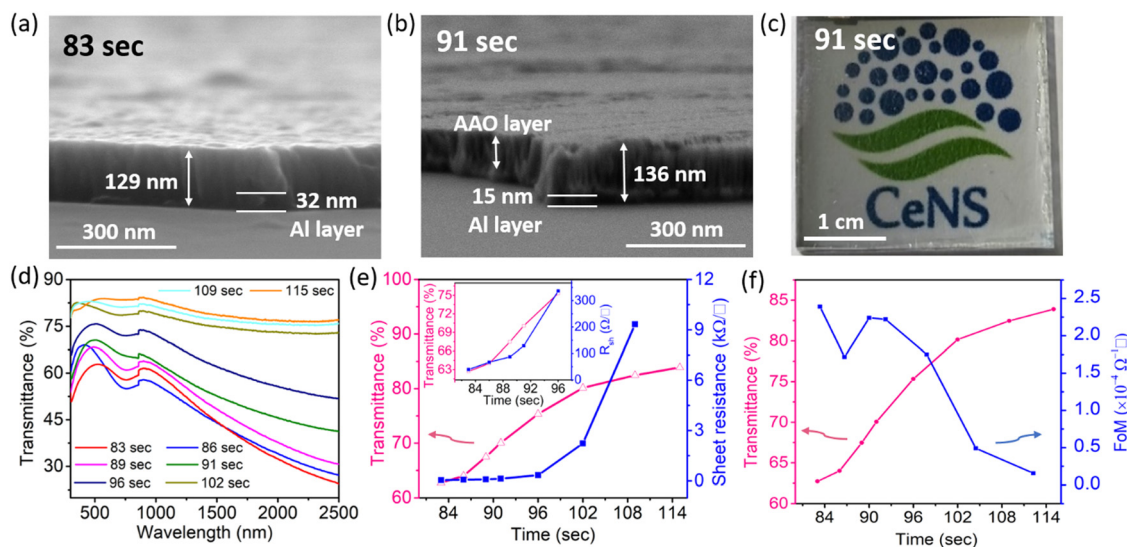 (a)
83 sec
129 nm
32 nm
Al layer
300 nm
(b)
91 sec
AAO layer
15 nm
136 nm
Al layer
300 nm
(c)
91 sec
CeNS
1 cm
(d)
90
75
60
45
30
Transmittance (%)
109 sec
115 sec
83 sec
86 sec
89 sec
91 sec
96 sec
102 sec
500
1000
1500
2000
2500
Wavelength (nm)
(e)
100
90
80
70
60
Transmittance (%)
75
72
69
66
63
Transmittance (%)
300
200
100
0
Rsh (Ω/□)
84
88
92
96
Time (sec)
12
9
6
3
0
Sheet resistance (kΩ/□)
84
90
96
102
108
114
Time (sec)
(f)
85
80
75
70
65
60
Transmittance (%)
2.5
2.0
1.5
1.0
0.5
0.0
FoM (×10⁻⁴ Ω⁻¹□)
84
90
96
102
108
114
Time (sec)